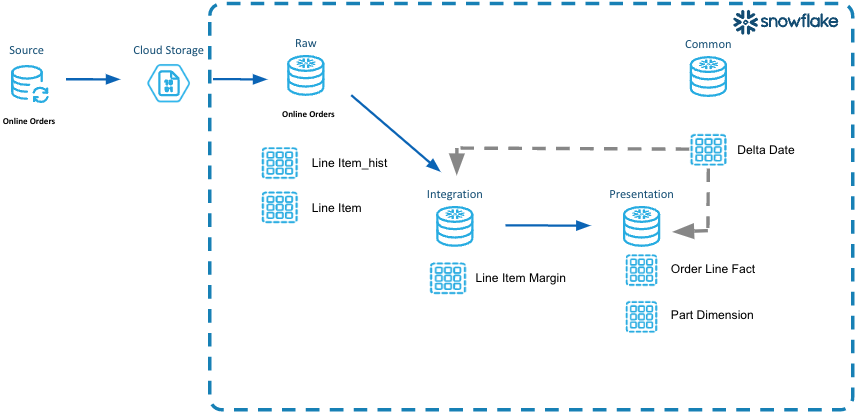 snowflake
Source
Cloud Storage
Raw
Common
Online Orders
Online Orders
Line Item_hist
Line Item
Delta Date
Integration
Presentation
Line Item Margin
Order Line Fact
Part Dimension